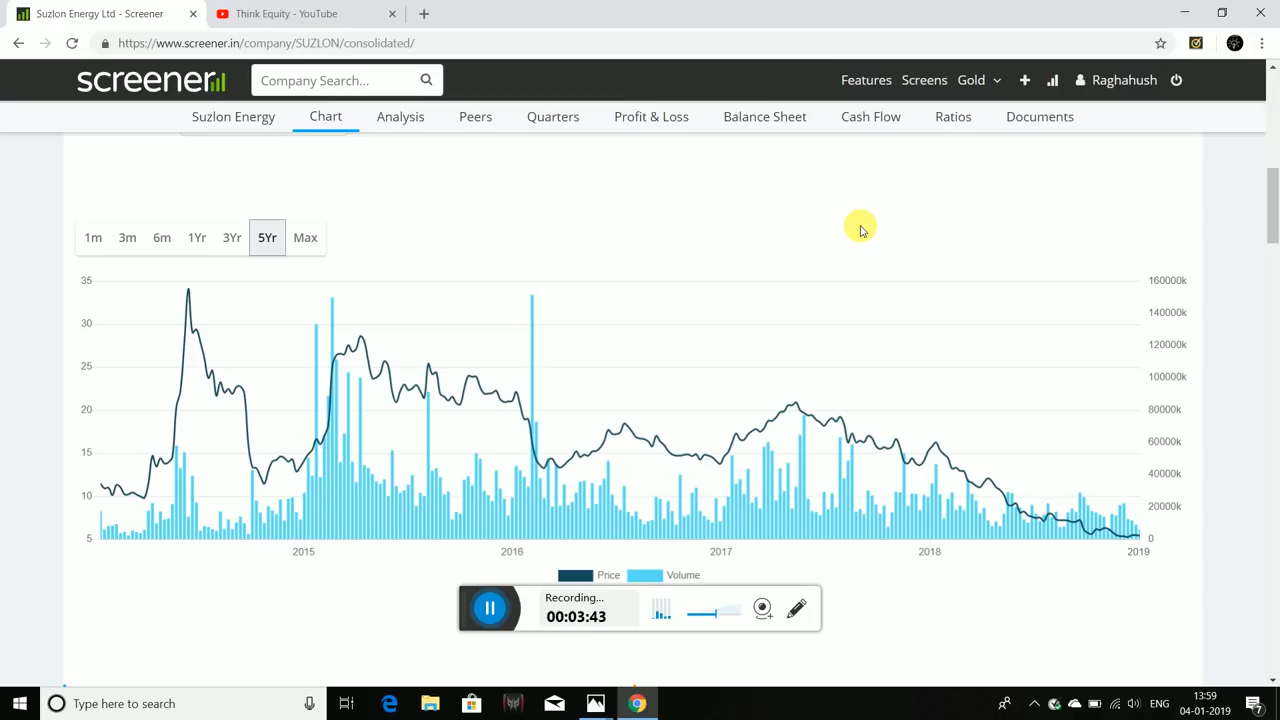 Suzlon Energy Ltd - Screener
Think Equity - YouTube
https://www.screener.in/company/SUZLON/consolidated/
screener
Company Search...
Features Screens Gold Raghahush
Suzlon Energy Chart Analysis Peers Quarters Profit & Loss Balance Sheet Cash Flow Ratios Documents
1m 3m 6m 1Yr 3Yr 5Yr Max
35 160000k
140000k
30 120000k
25 100000k
20 80000k
15 60000k
40000k
10 20000k
5 0
2015 2016 2017 2018 2019
Price Volume
Recording...
00:03:43
Type here to search
ENG
13:59
04-01-2019
7